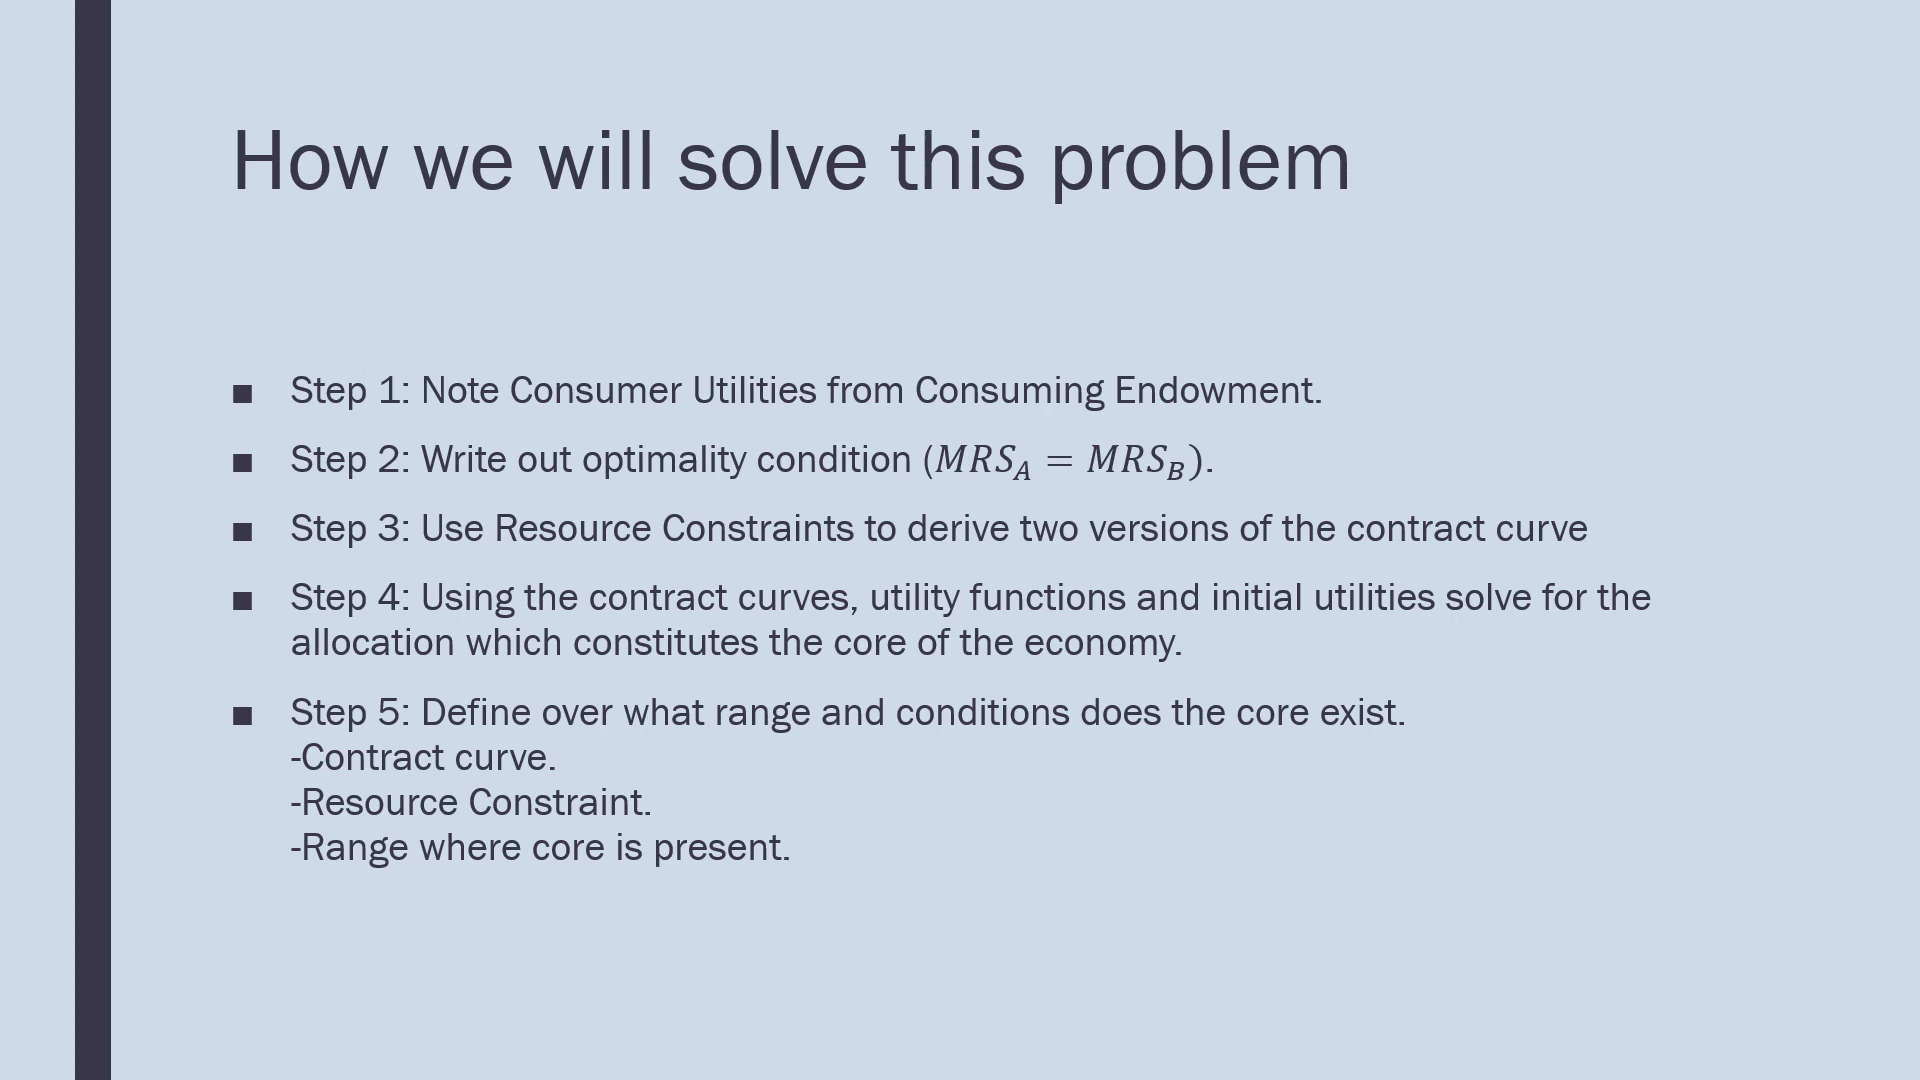 How we will solve this problem
■ Step 1: Note Consumer Utilities from Consuming Endowment.
■ Step 2: Write out optimality condition (𝑀𝑅𝑆_𝐴 = 𝑀𝑅𝑆_𝐵).
■ Step 3: Use Resource Constraints to derive two versions of the contract curve
■ Step 4: Using the contract curves, utility functions and initial utilities solve for the
allocation which constitutes the core of the economy.
■ Step 5: Define over what range and conditions does the core exist.
-Contract curve.
-Resource Constraint.
-Range where core is present.